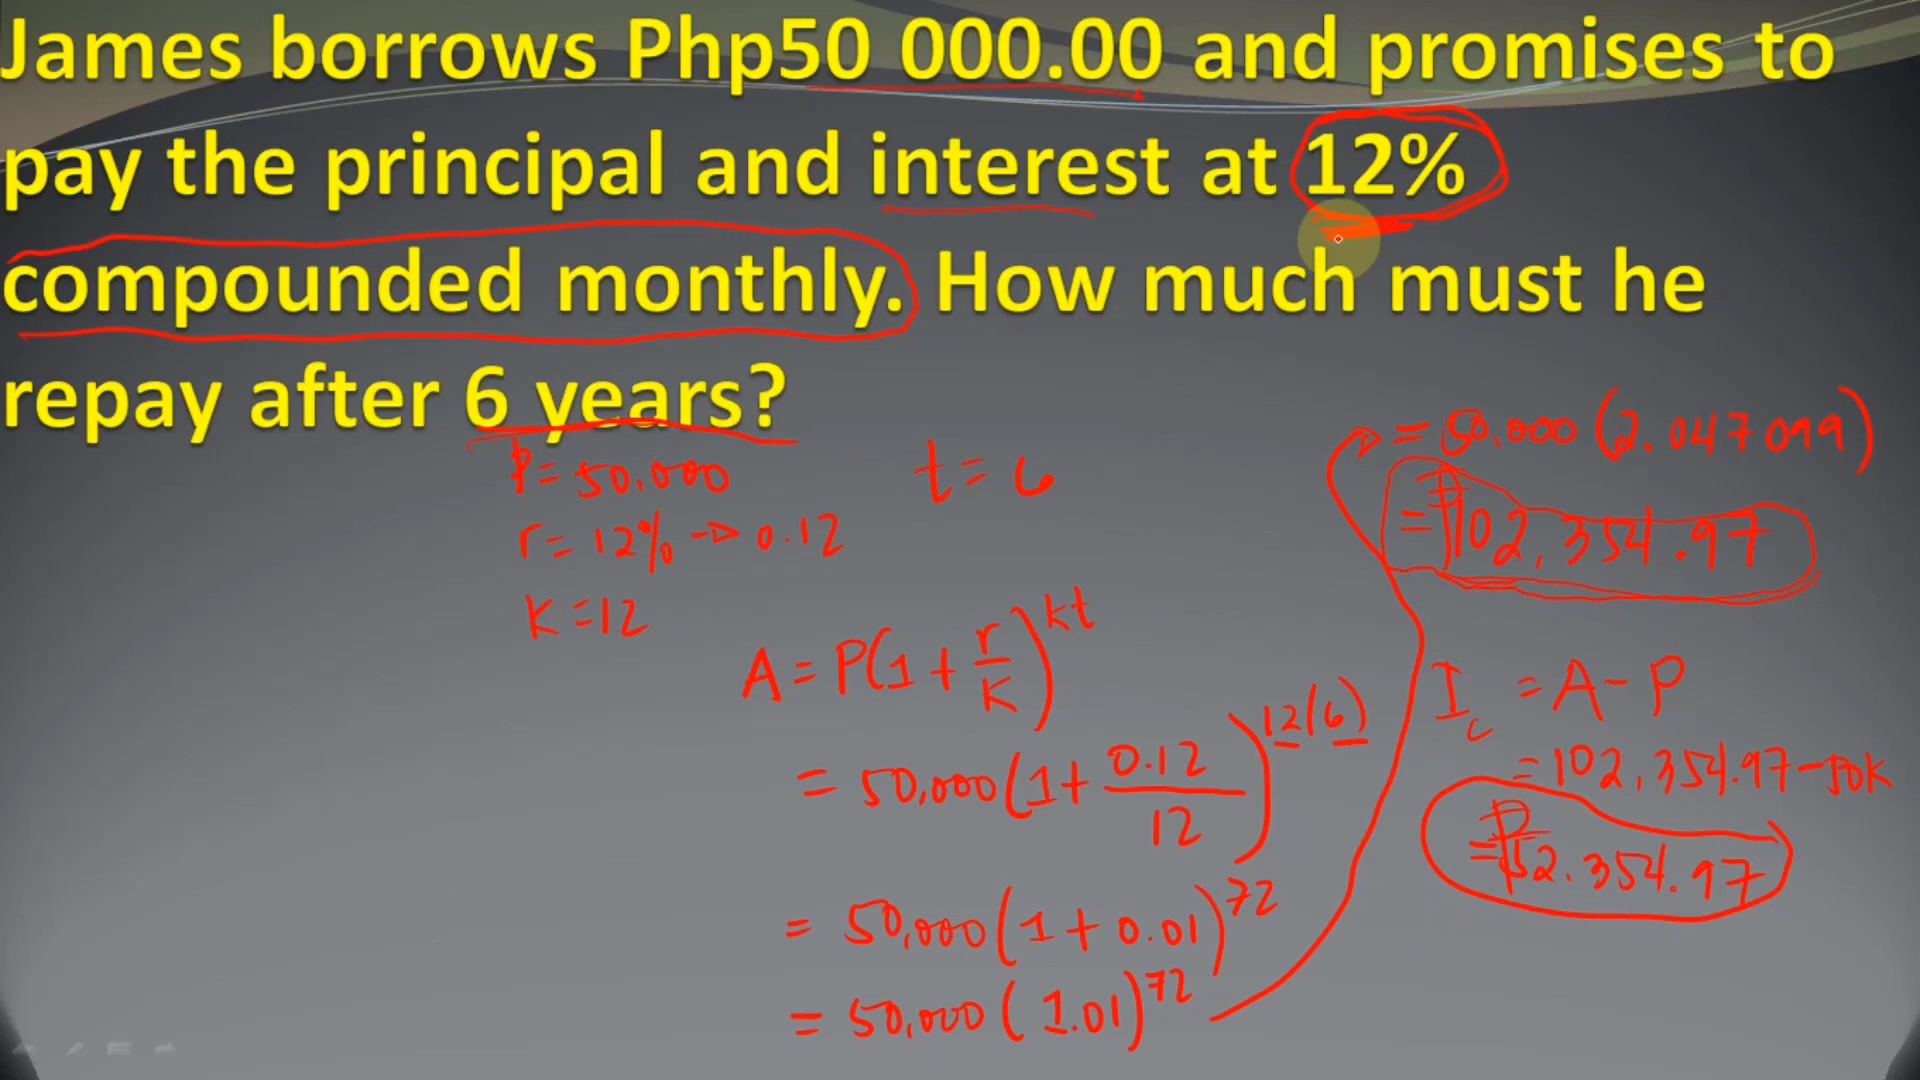 James borrows Php50 000.00 and promises to
pay the principal and interest at 12%
compounded monthly. How much must he
repay after 6 years?
P = 50,000
t = 6
r = 12% → 0.12
K = 12
A = P(1 + r/K)^kt
= 50,000(1 + 0.12/12)^12(6)
= 50,000(1 + 0.01)^72
= 50,000(1.01)^72
= 50,000(2.047099)
= ₱102,354.97
Ic = A - P
= 102,354.97 - 50K
= ₱52.354.97